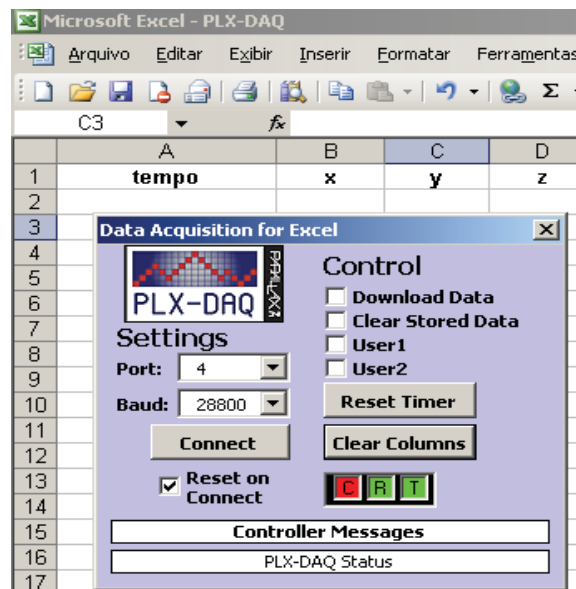 Microsoft Excel - PLX-DAQ
Arquivo Editar Exibir Inserir Formatar Ferramentas
C3 fx
A B C D
1 tempo x y z
2
3
4
5
6
7
8
9
10
11
12
13
14
15
16
17
Data Acquisition for Excel
PLX-DAQ
PARALLAX
Settings
Port: 4
Baud: 28800
Connect
Reset on
Connect
Control
Download Data
Clear Stored Data
User1
User2
Reset Timer
Clear Columns
C R T
Controller Messages
PLX-DAQ Status